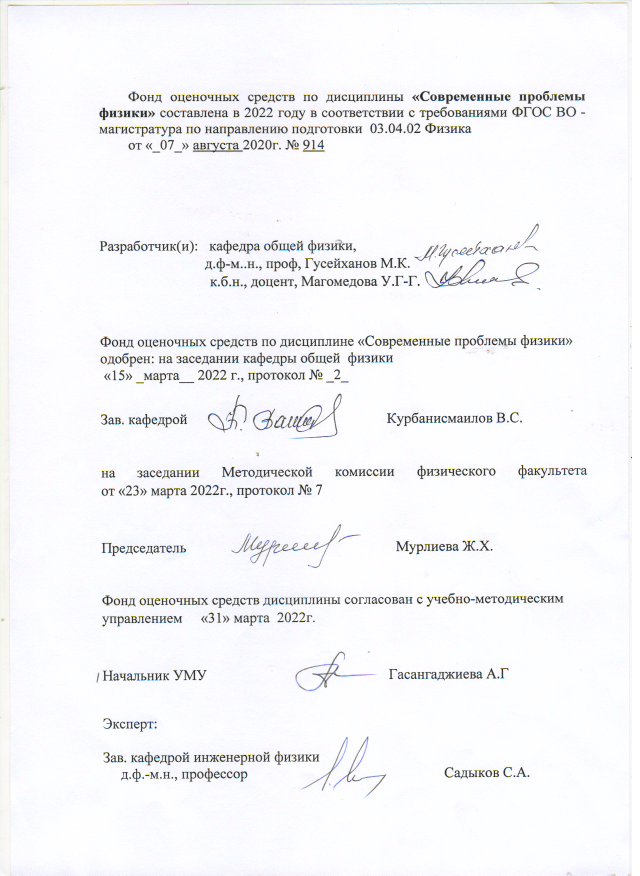 Фонд оценочных средств по дисциплины «Современные проблемы
физики» составлена в 2022 году в соответствии с требованиями ФГОС ВО -
магистратура по направлению подготовки 03.04.02 Физика
от «_07_» августа 2020г. № 914
Разработчик(и): кафедра общей физики,
д.ф-м..н., проф, Гусейханов М.К. М.Гусейханов
к.б.н., доцент, Магомедова У.Г-Г.
Фонд оценочных средств по дисциплине «Современные проблемы физики»
одобрен: на заседании кафедры общей физики
«15» _марта__ 2022 г., протокол № _2_
Зав. кафедрой Курбанисмаилов В.С.
на заседании Методической комиссии физического факультета
от «23» марта 2022г., протокол № 7
Председатель Мурлиева Ж.Х.
Фонд оценочных средств дисциплины согласован с учебно-методическим
управлением «31» марта 2022г.
Начальник УМУ Гасангаджиева А.Г
Эксперт:
Зав. кафедрой инженерной физики
д.ф.-м.н., профессор Садыков С.А.